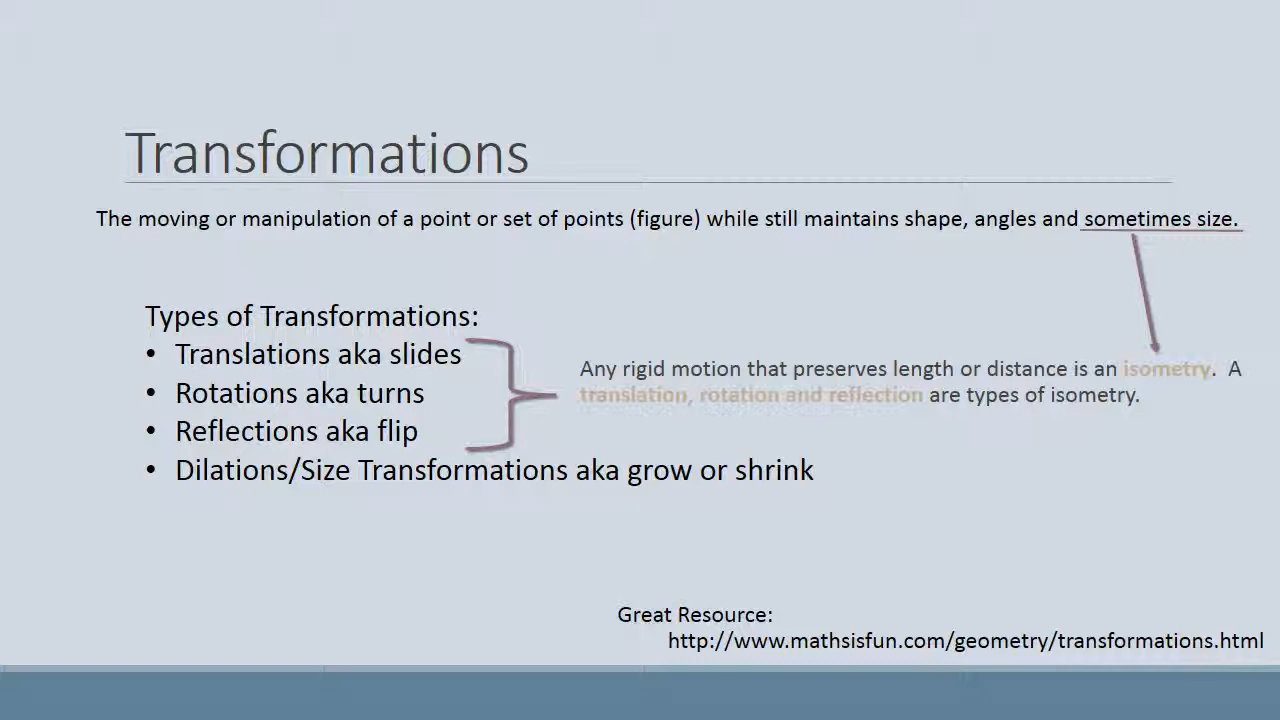 Transformations
The moving or manipulation of a point or set of points (figure) while still maintains shape, angles and sometimes size.
Types of Transformations:
• Translations aka slides
• Rotations aka turns
• Reflections aka flip
• Dilations/Size Transformations aka grow or shrink
Any rigid motion that preserves length or distance is an isometry. A
translation, rotation and reflection are types of isometry.
Great Resource:
http://www.mathsisfun.com/geometry/transformations.html